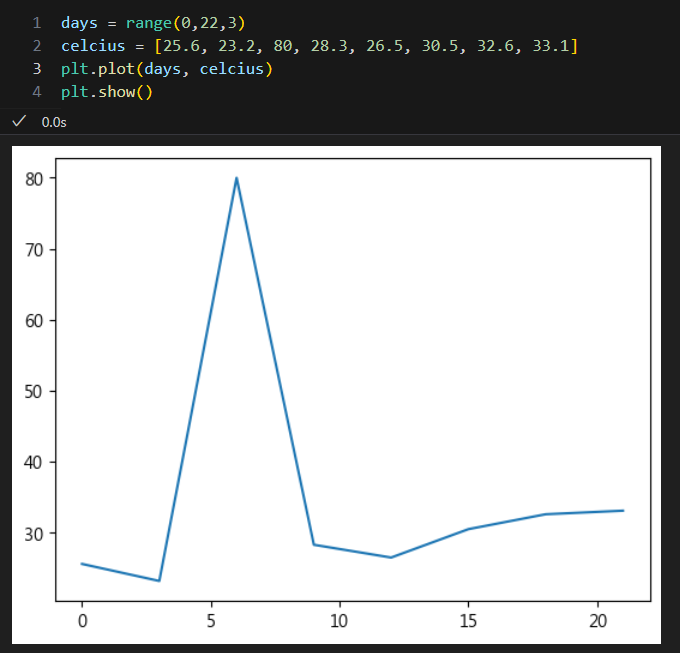 1 days = range(0,22,3)
2 celcius = [25.6, 23.2, 80, 28.3, 26.5, 30.5, 32.6, 33.1]
3 plt.plot(days, celcius)
4 plt.show()
✓ 0.0s
80
70
60
50
40
30
0 5 10 15 20